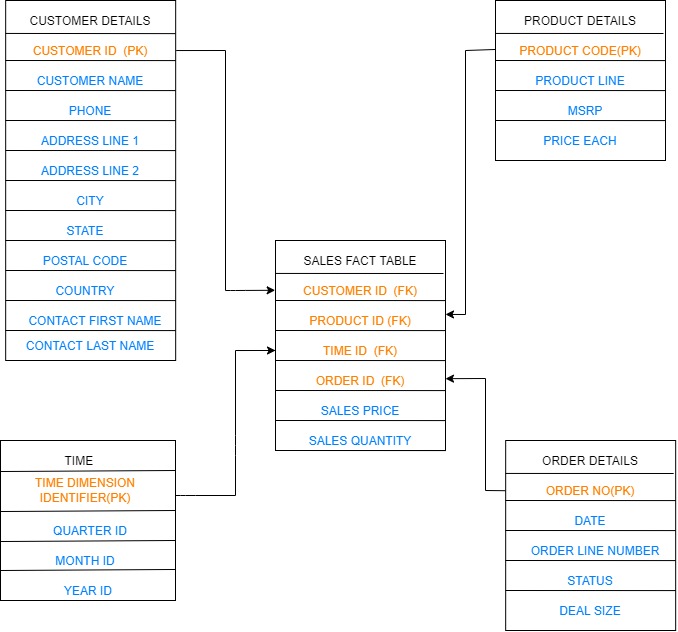 CUSTOMER DETAILS
CUSTOMER ID (PK)
CUSTOMER NAME
PHONE
ADDRESS LINE 1
ADDRESS LINE 2
CITY
STATE
POSTAL CODE
COUNTRY
CONTACT FIRST NAME
CONTACT LAST NAME
PRODUCT DETAILS
PRODUCT CODE(PK)
PRODUCT LINE
MSRP
PRICE EACH
SALES FACT TABLE
CUSTOMER ID (FK)
PRODUCT ID (FK)
TIME ID (FK)
ORDER ID (FK)
SALES PRICE
SALES QUANTITY
TIME
TIME DIMENSION
IDENTIFIER(PK)
QUARTER ID
MONTH ID
YEAR ID
ORDER DETAILS
ORDER NO(PK)
DATE
ORDER LINE NUMBER
STATUS
DEAL SIZE